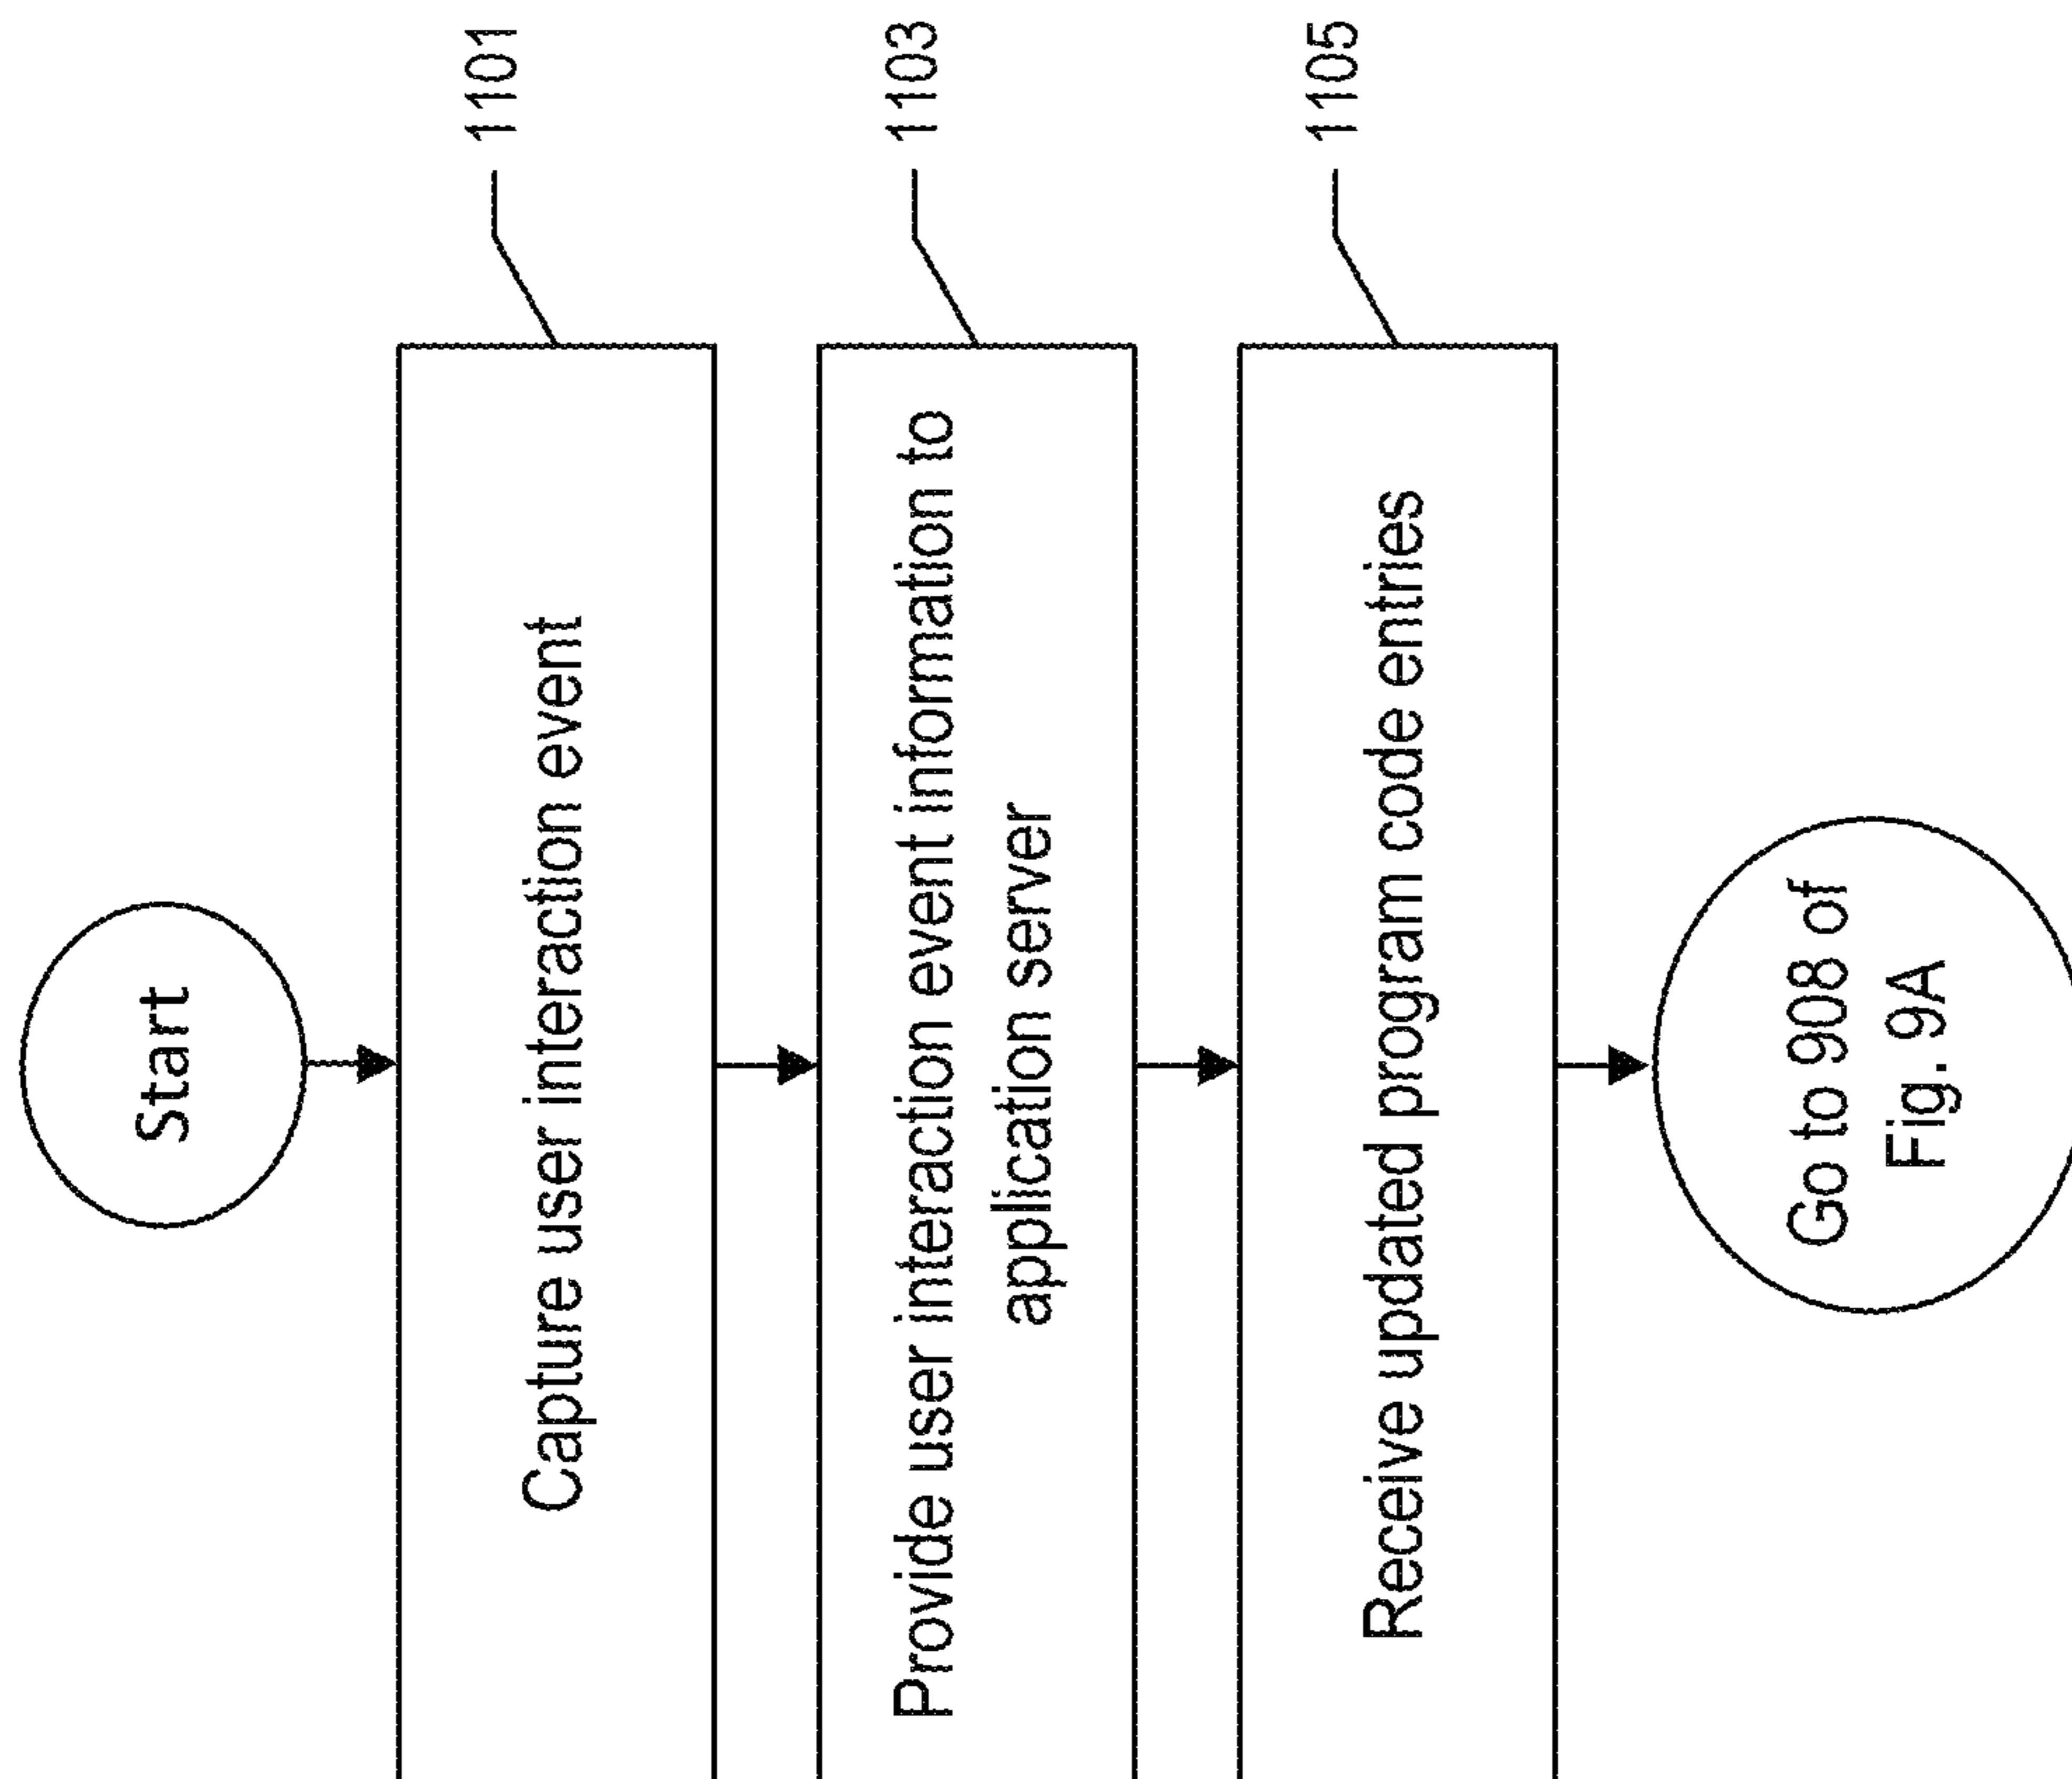 Start
Capture user interaction event
1101
Provide user interaction event information to
application server
1103
Receive updated program code entries
1105
Go to 908 of
Fig. 9A